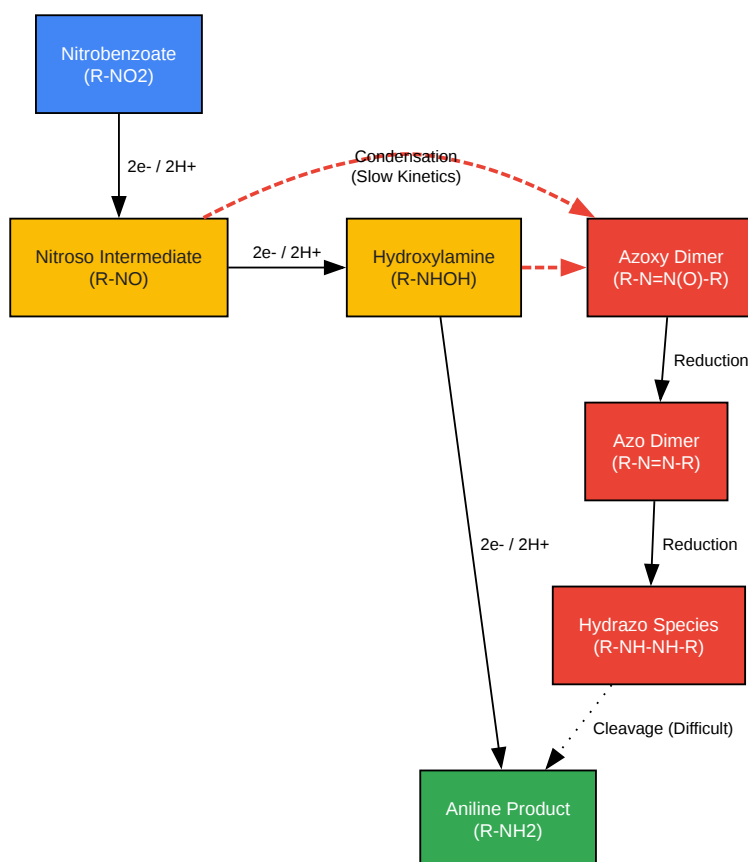 Nitrobenzoate
(R-NO2)
2e- / 2H+
Condensation
(Slow Kinetics)
Nitroso Intermediate
(R-NO)
2e- / 2H+
Hydroxylamine
(R-NHOH)
Azoxy Dimer
(R-N=N(O)-R)
Reduction
Azo Dimer
(R-N=N-R)
2e- / 2H+
Reduction
Hydrazo Species
(R-NH-NH-R)
Cleavage (Difficult)
Aniline Product
(R-NH2)